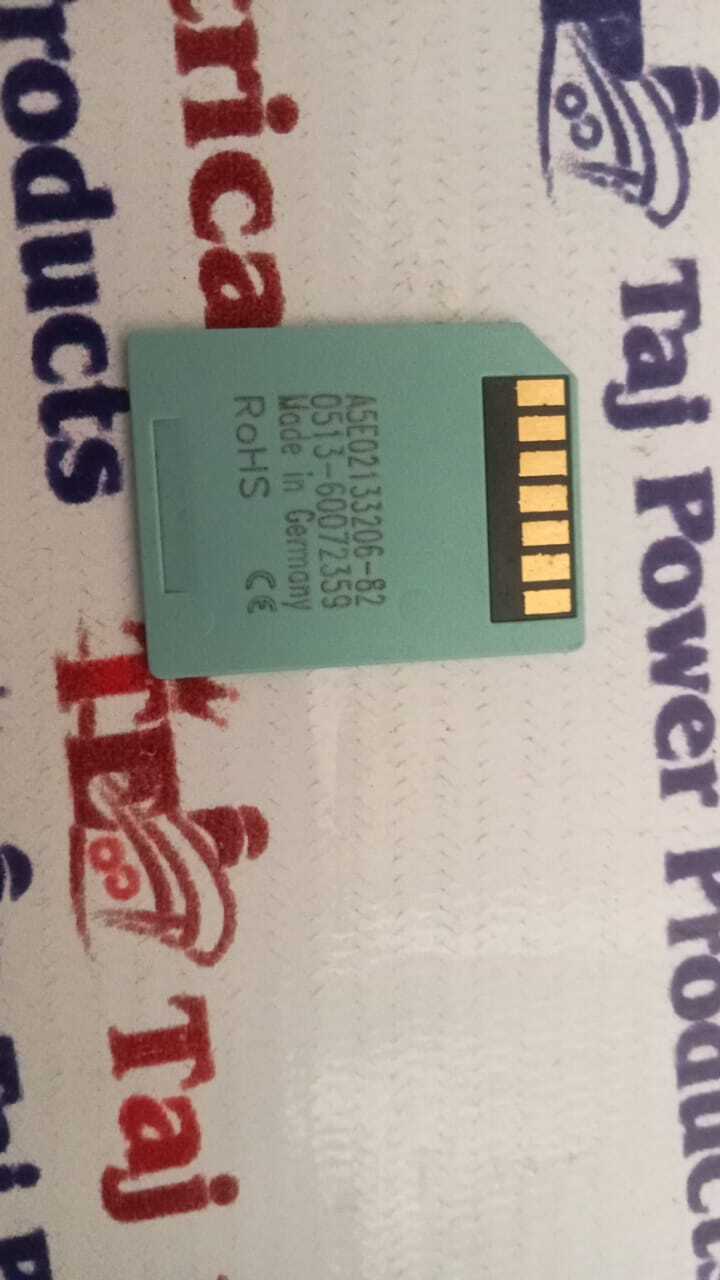 A5E02133206-82
0513-60072359
Made in Germany
RoHS CE
Taj Power Product
roducts
rica
Taj